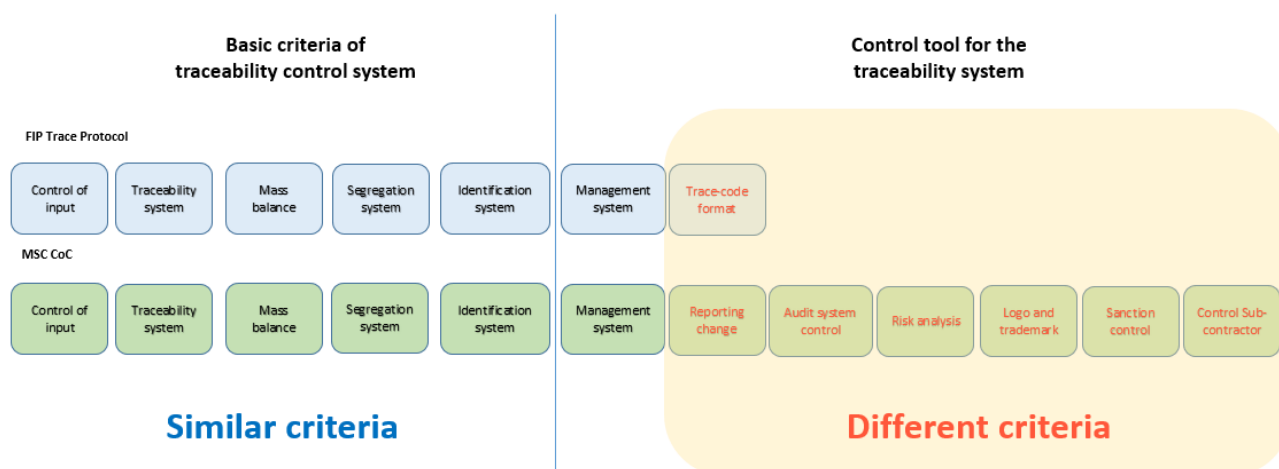 Basic criteria of
traceability control system
Control tool for the
traceability system
FIP Trace Protocol
Control of
input
Traceability
system
Mass
balance
Segregation
system
Identification
system
Management
system
Trace-code
format
MSC CoC
Control of
input
Traceability
system
Mass
balance
Segregation
system
Identification
system
Management
system
Reporting
change
Audit system
control
Risk analysis
Logo and
trademark
Sanction
control
Control Sub-
contractor
Similar criteria
Different criteria